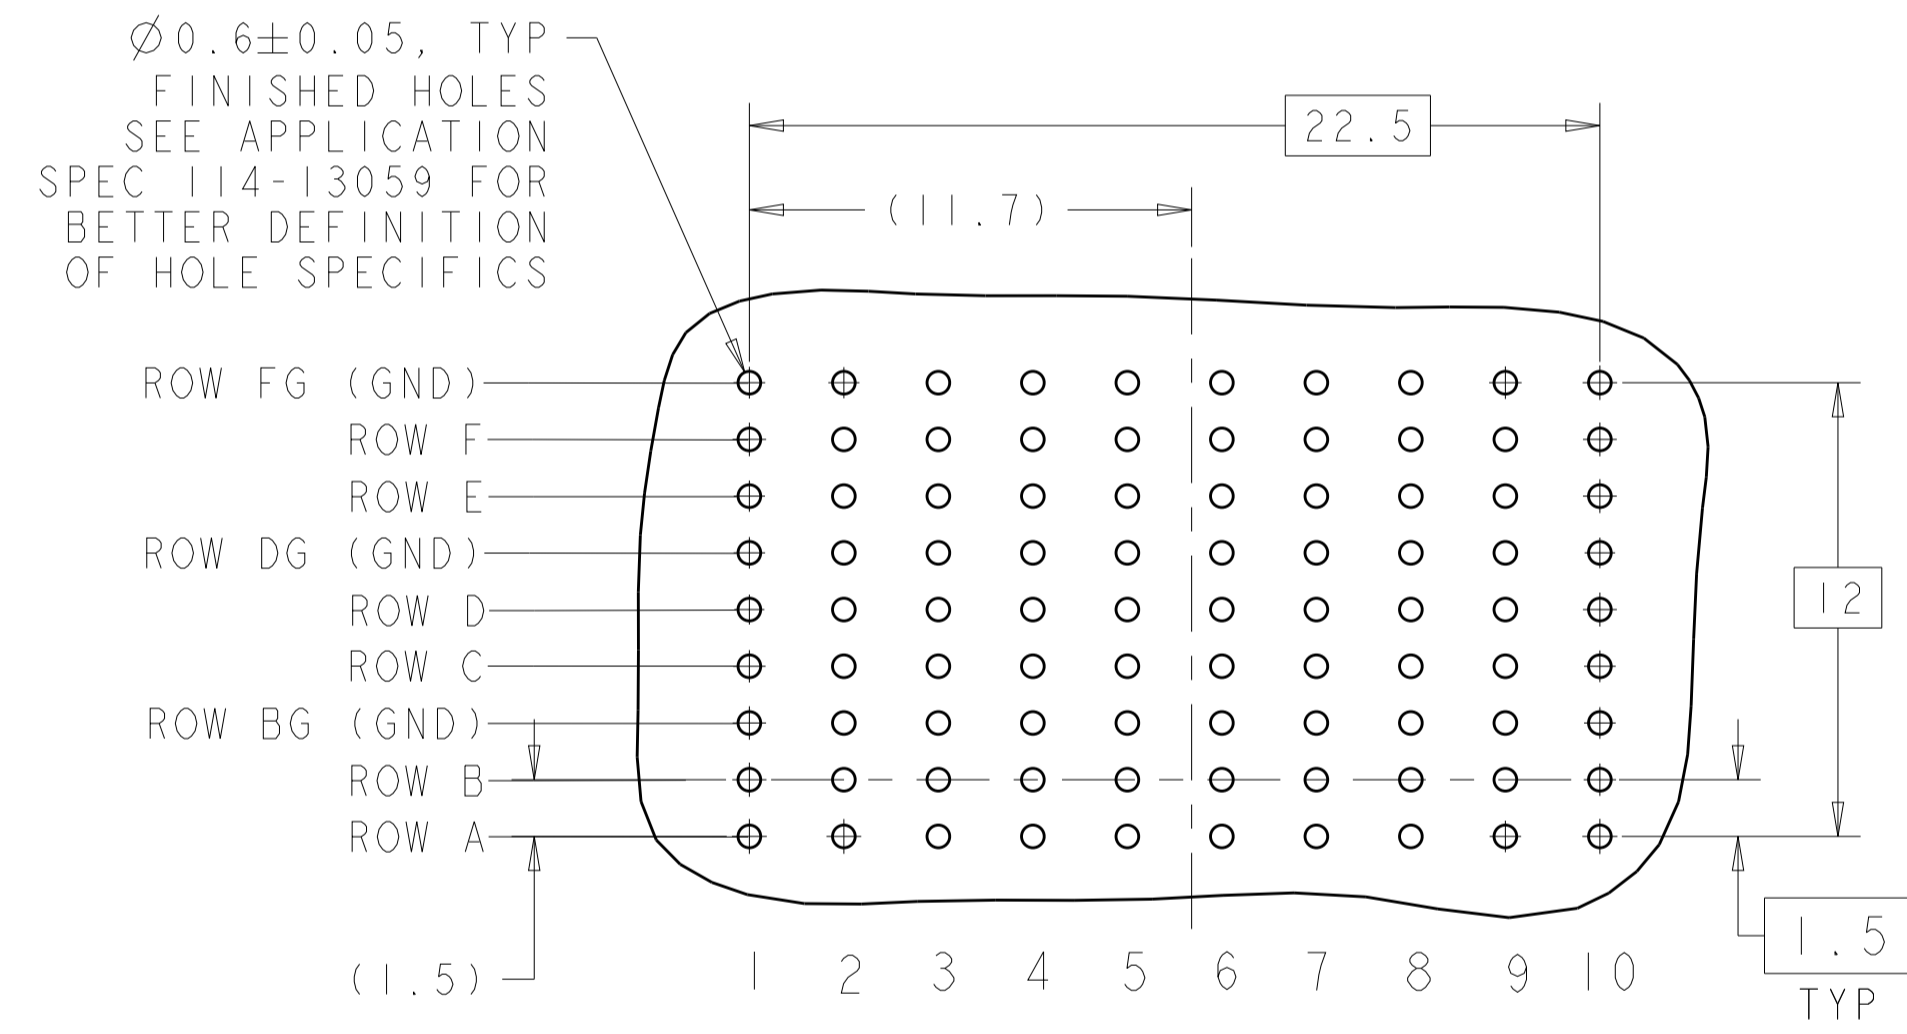 Ø0.6±0.05, TYP
FINISHED HOLES
SEE APPLICATION
SPEC 114-13059 FOR
BETTER DEFINITION
OF HOLE SPECIFICS
22.5
(11.7)
ROW FG (GND)
ROW F
ROW E
ROW DG (GND)
ROW D
ROW C
ROW BG (GND)
ROW B
ROW A
12
(1.5)
1 2 3 4 5 6 7 8 9 10
1.5
TYP